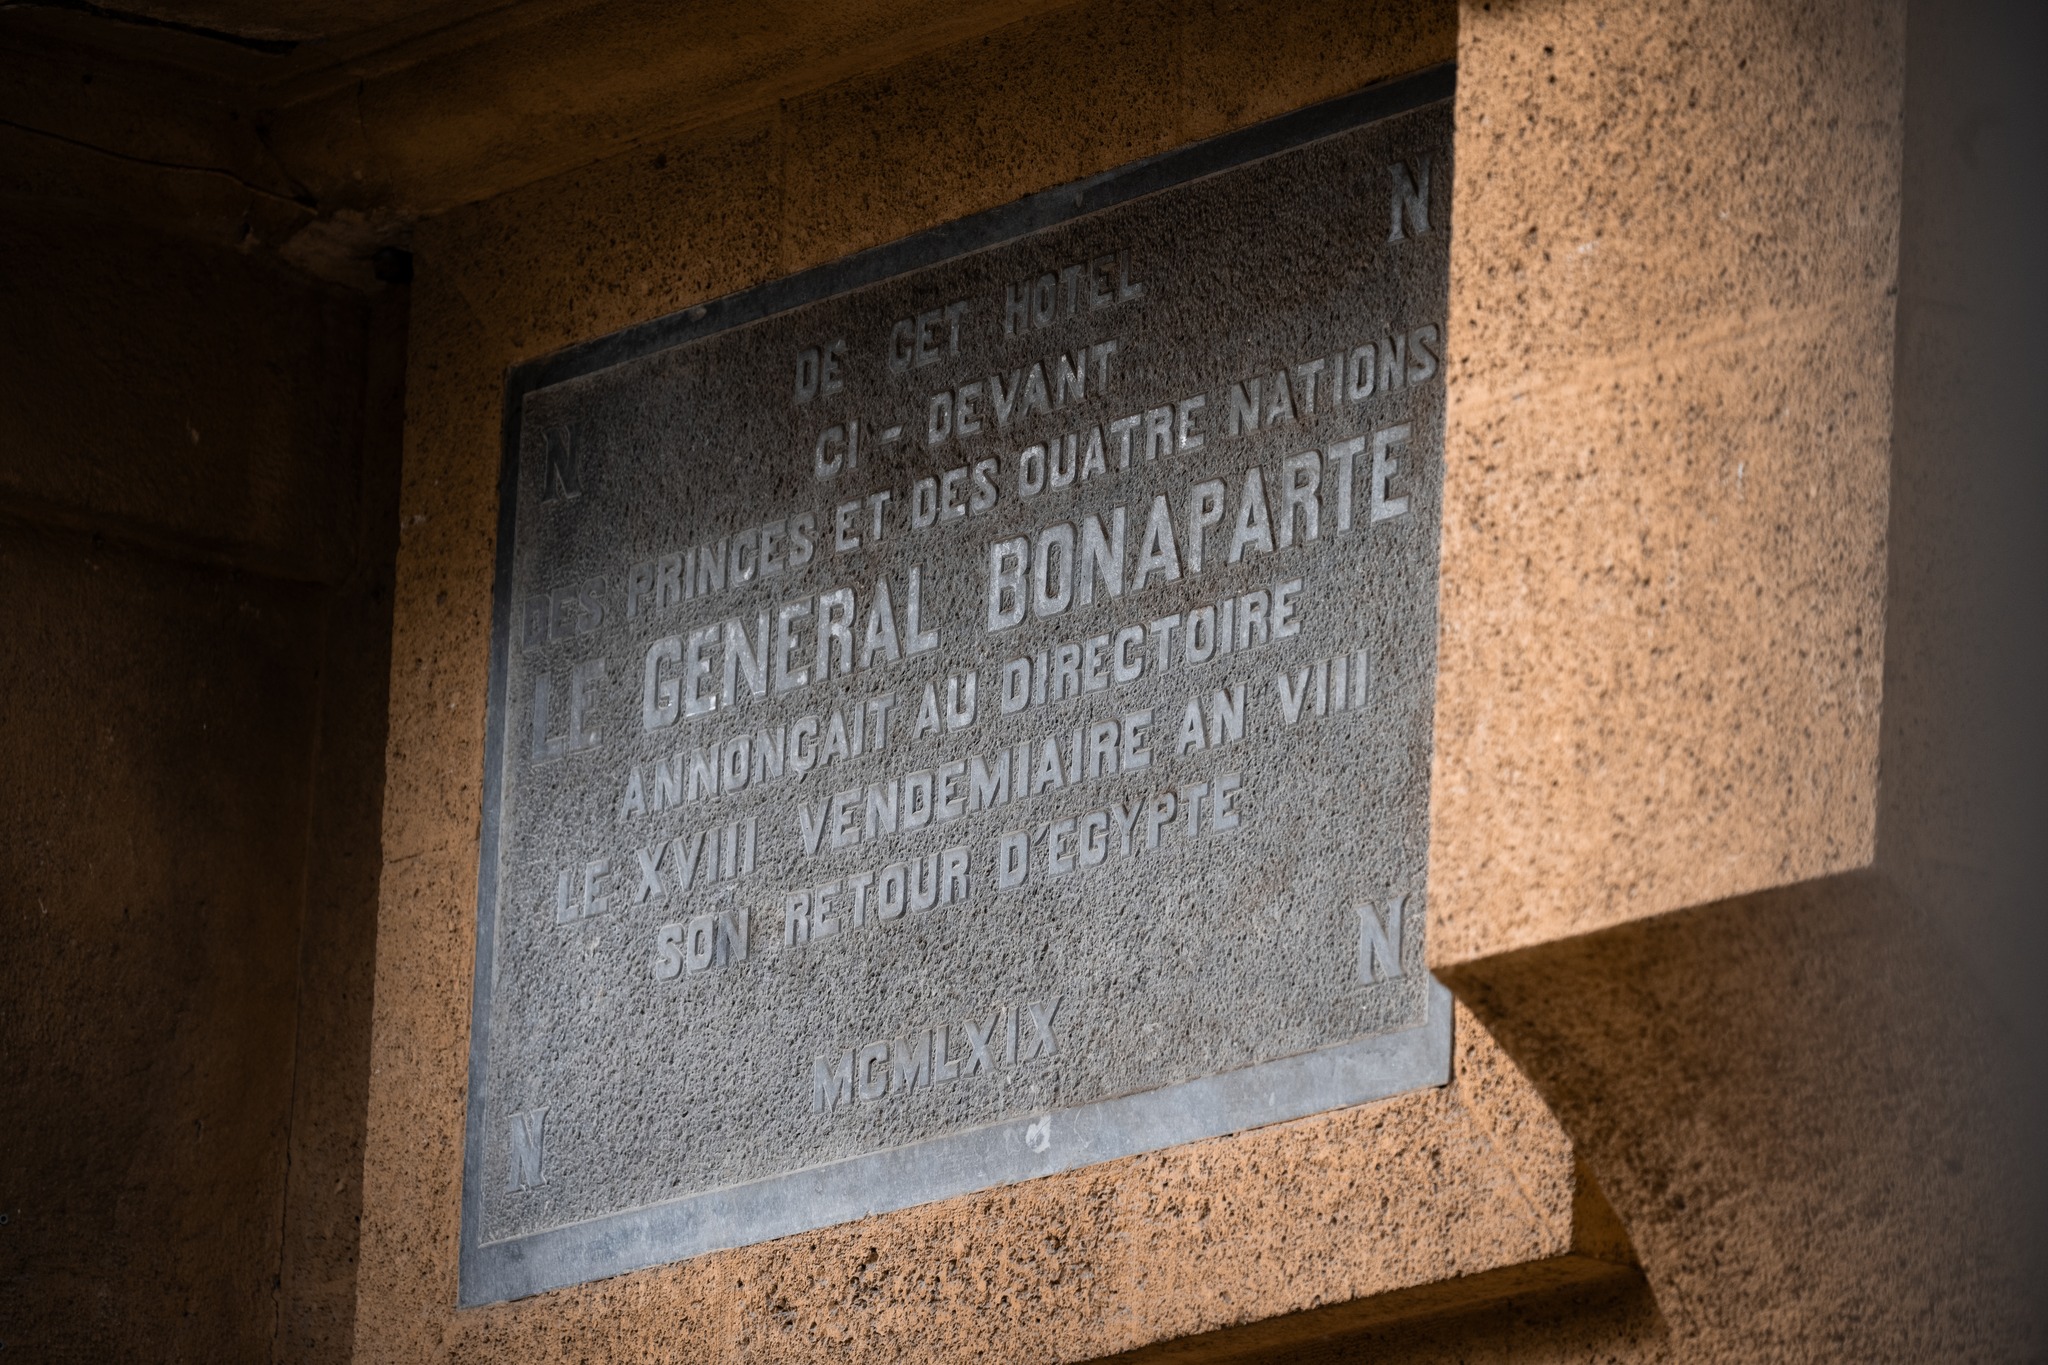 N N
DE CET HOTEL
CI - DEVANT
DES PRINCES ET DES QUATRE NATIONS
LE GENERAL BONAPARTE
ANNONÇAIT AU DIRECTOIRE
LE XVIII VENDEMIAIRE AN VIII
SON RETOUR D'EGYPTE
MCMLXIX
N N